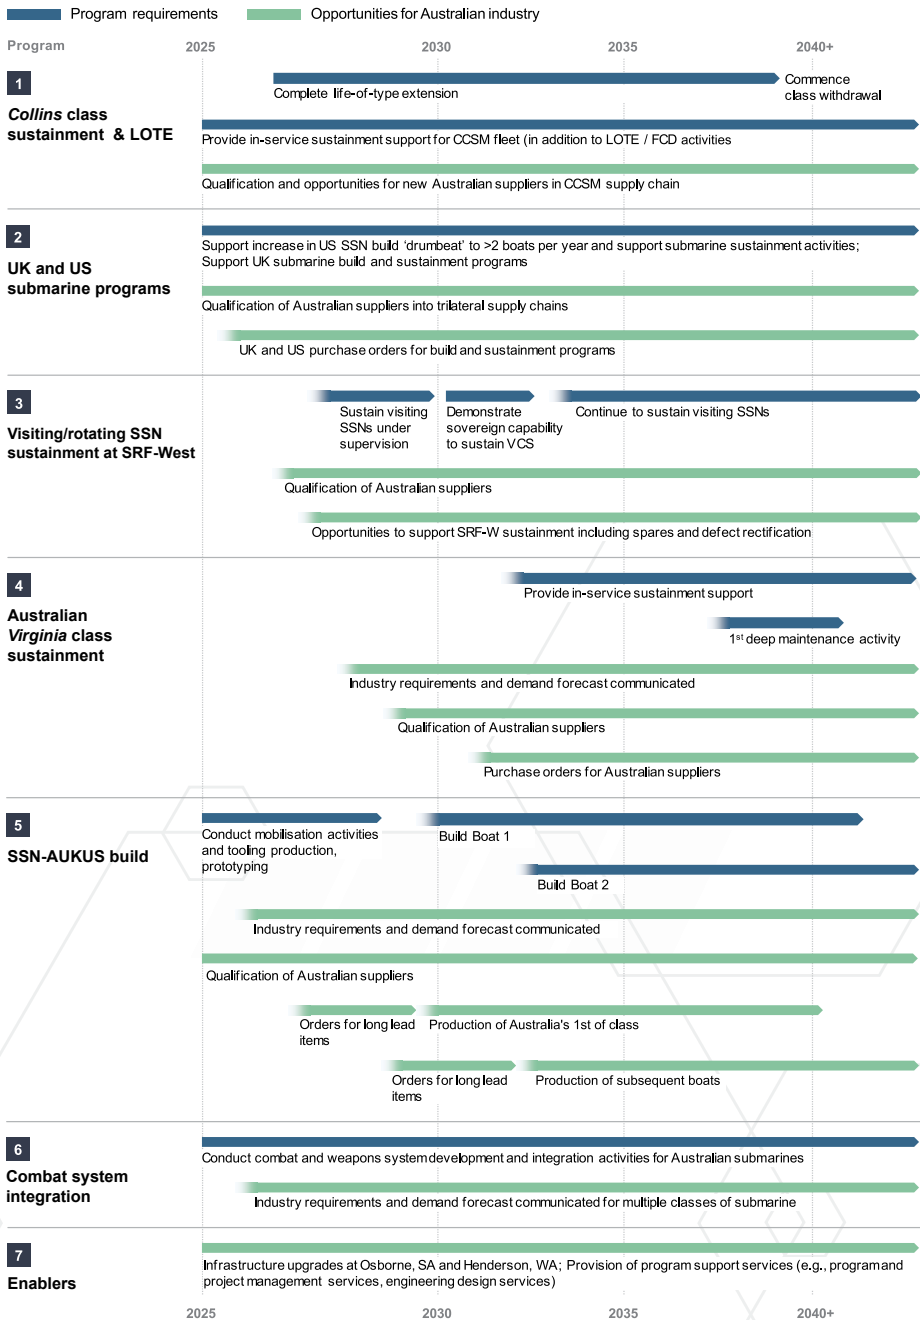 Program requirements
Opportunities for Australian industry
Program
2025
2030
2035
2040+
1
Collins class
sustainment & LOTE
Complete life-of-type extension
Commence
class withdrawal
Provide in-service sustainment support for CCSM fleet (in addition to LOTE / FCD activities
Qualification and opportunities for new Australian suppliers in CCSM supply chain
2
UK and US
submarine programs
Support increase in US SSN build ‘drumbeat’ to >2 boats per year and support submarine sustainment activities;
Support UK submarine build and sustainment programs
Qualification of Australian suppliers into trilateral supply chains
UK and US purchase orders for build and sustainment programs
3
Visiting/rotating SSN
sustainment at SRF-West
Sustain visiting
SSNs under
supervision
Demonstrate
sovereign capability
to sustain VCS
Continue to sustain visiting SSNs
Qualification of Australian suppliers
Opportunities to support SRF-W sustainment including spares and defect rectification
4
Australian
Virginia class
sustainment
Provide in-service sustainment support
1st deep maintenance activity
Industry requirements and demand forecast communicated
Qualification of Australian suppliers
Purchase orders for Australian suppliers
5
SSN-AUKUS build
Conduct mobilisation activities
and tooling production,
prototyping
Build Boat 1
Build Boat 2
Industry requirements and demand forecast communicated
Qualification of Australian suppliers
Orders for long lead
items
Production of Australia's 1st of class
Orders for long lead
items
Production of subsequent boats
6
Combat system
integration
Conduct combat and weapons system development and integration activities for Australian submarines
Industry requirements and demand forecast communicated for multiple classes of submarine
7
Enablers
Infrastructure upgrades at Osborne, SA and Henderson, WA; Provision of program support services (e.g., program and
project management services, engineering design services)
2025
2030
2035
2040+